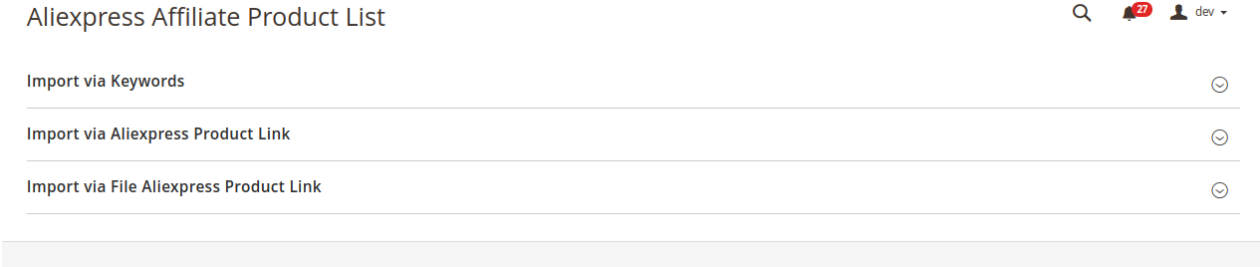 Aliexpress Affiliate Product List
27
dev
Import via Keywords
Import via Aliexpress Product Link
Import via File Aliexpress Product Link